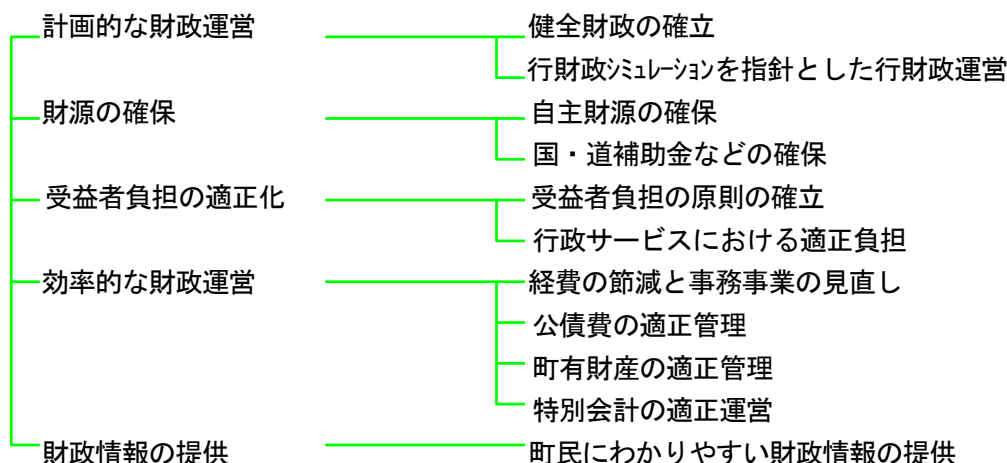 計画的な財政運営 健全財政の確立
行財政ｼﾐｭﾚｰｼｮﾝを指針とした行財政運営
財源の確保 自主財源の確保
国・道補助金などの確保
受益者負担の適正化 受益者負担の原則の確立
行政サービスにおける適正負担
効率的な財政運営 経費の節減と事務事業の見直し
公債費の適正管理
町有財産の適正管理
特別会計の適正運営
財政情報の提供 町民にわかりやすい財政情報の提供